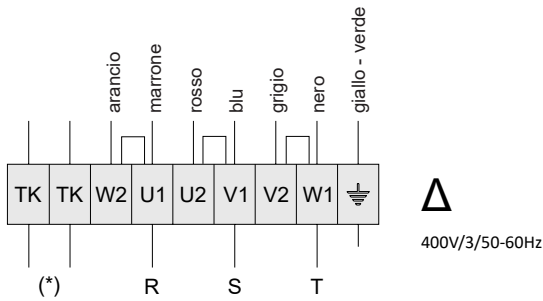 arancio marrone rosso blu grigio nero giallo - verde
TK TK W2 U1 U2 V1 V2 W1
Δ
400V/3/50-60Hz
(*) R S T